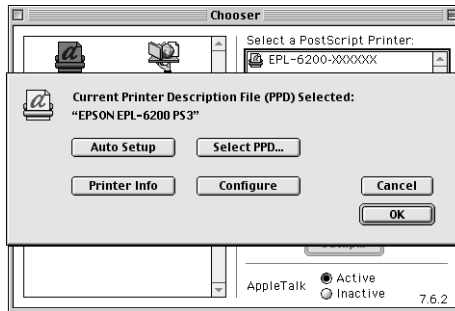 Chooser
Select a PostScript Printer:
EPL-6200-XXXXXX
Current Printer Description File (PPD) Selected:
“EPSON EPL-6200 PS3”
Auto Setup
Select PPD...
Printer Info
Configure
Cancel
OK
AppleTalk
Active
Inactive
7.6.2